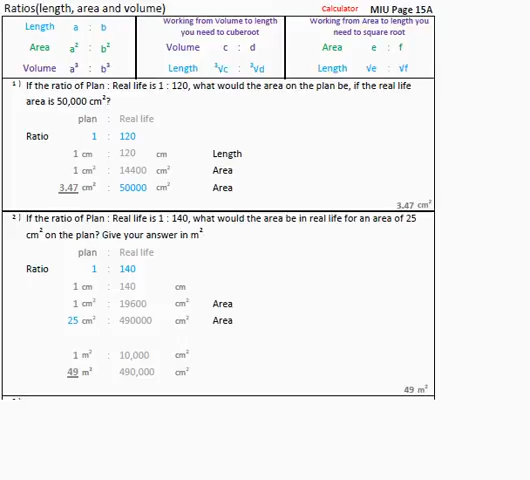 Ratios(length, area and volume) Calculator MIU Page 15A
Length a : b
Area a² : b²
Volume a³ : b³
Working from Volume to length
you need to cuberoot
Volume c : d
Length ³√c : ³√d
Working from Area to length you
need to square root
Area e : f
Length √e : √f
1) If the ratio of Plan : Real life is 1 : 120, what would the area on the plan be, if the real life
area is 50,000 cm²?
plan : Real life
Ratio 1 : 120
1 cm : 120 cm Length
1 cm² : 14400 cm² Area
3.47 cm² : 50000 cm² Area
3.47 cm²
2) If the ratio of Plan : Real life is 1 : 140, what would the area be in real life for an area of 25
cm² on the plan? Give your answer in m²
plan : Real life
Ratio 1 : 140
1 cm : 140 cm
1 cm² : 19600 cm² Area
25 cm² : 490000 cm² Area
1 m² : 10,000 cm²
49 m² : 490,000 cm²
49 m²